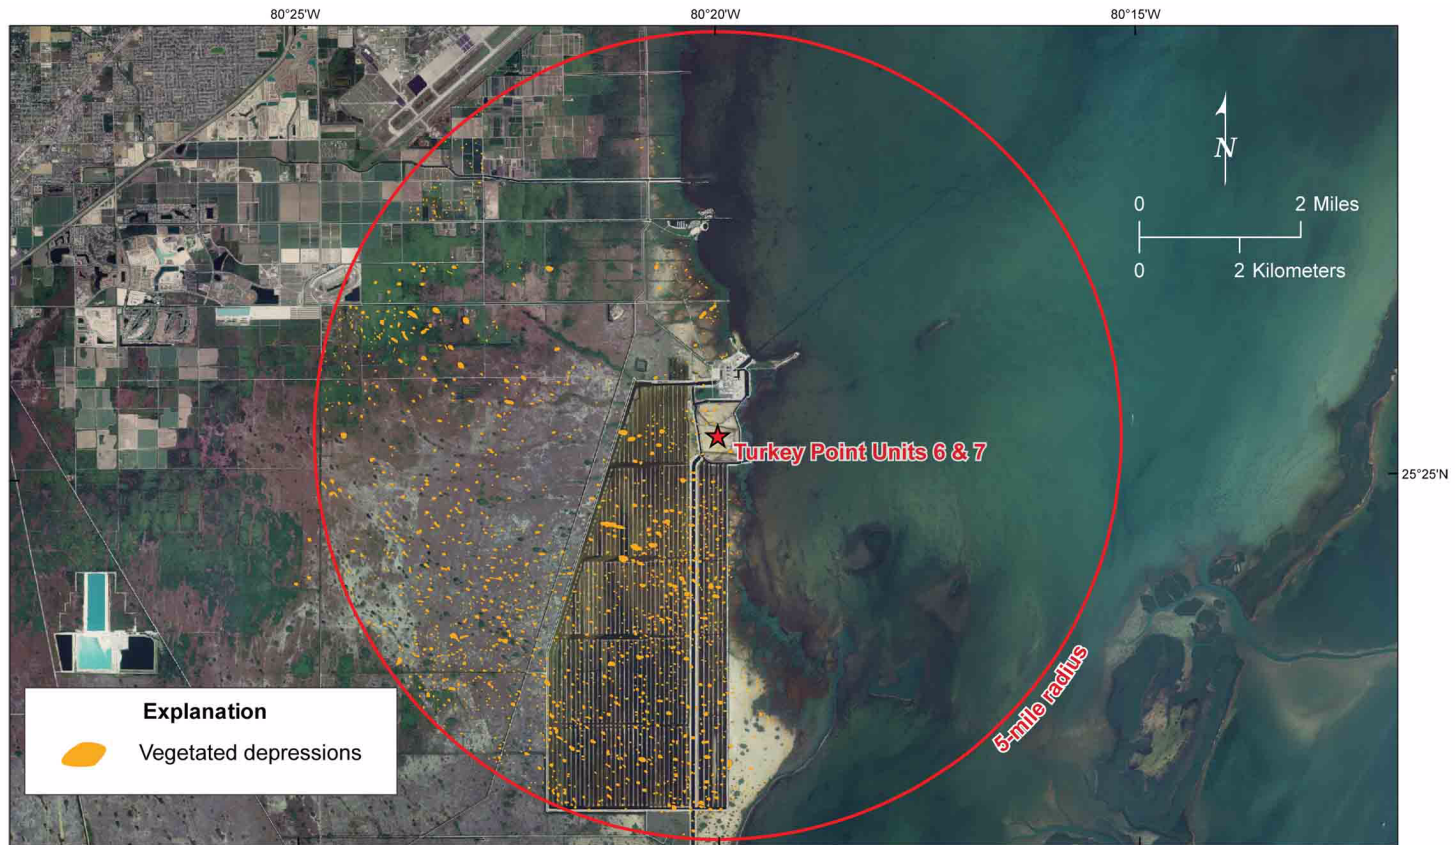 80°25'W
80°20'W
80°15'W
N
0
2 Miles
0
2 Kilometers
Turkey Point Units 6 & 7
25°25'N
5-mile radius
Explanation
Vegetated depressions